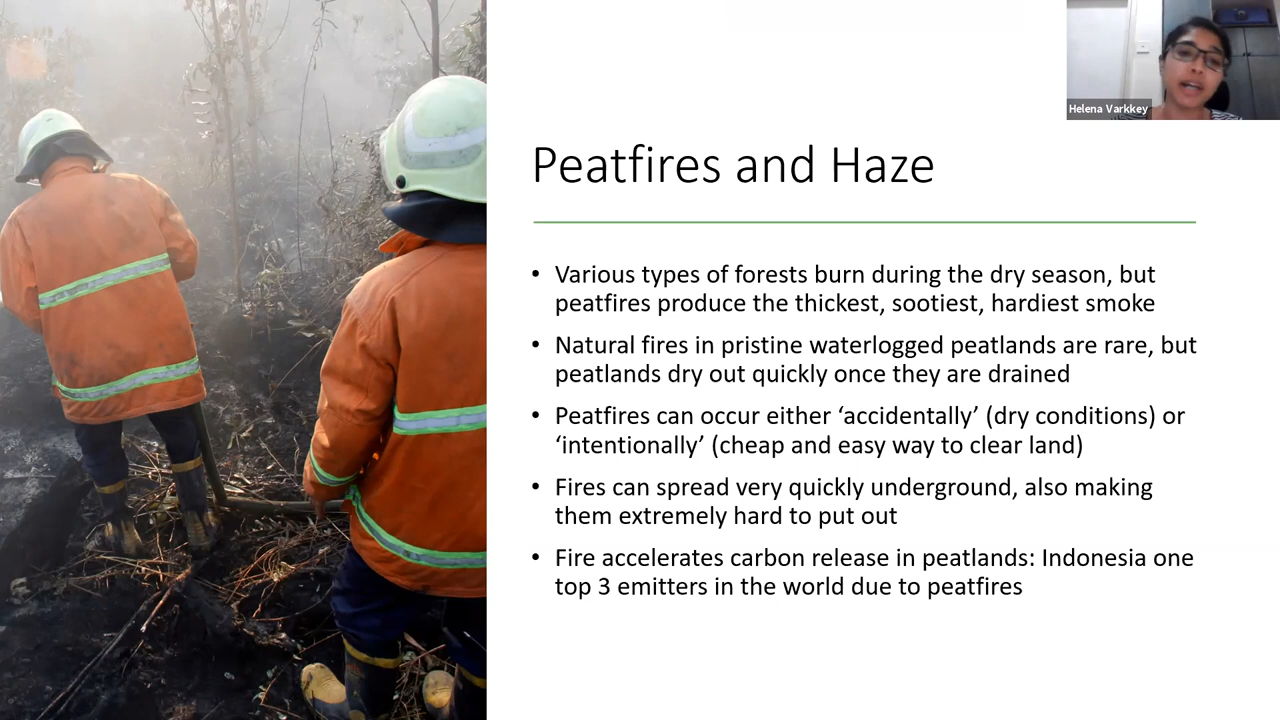 Helena Varkkey
Peatfires and Haze
• Various types of forests burn during the dry season, but
peatfires produce the thickest, sootiest, hardiest smoke
• Natural fires in pristine waterlogged peatlands are rare, but
peatlands dry out quickly once they are drained
• Peatfires can occur either ‘accidentally’ (dry conditions) or
‘intentionally’ (cheap and easy way to clear land)
• Fires can spread very quickly underground, also making
them extremely hard to put out
• Fire accelerates carbon release in peatlands: Indonesia one
top 3 emitters in the world due to peatfires